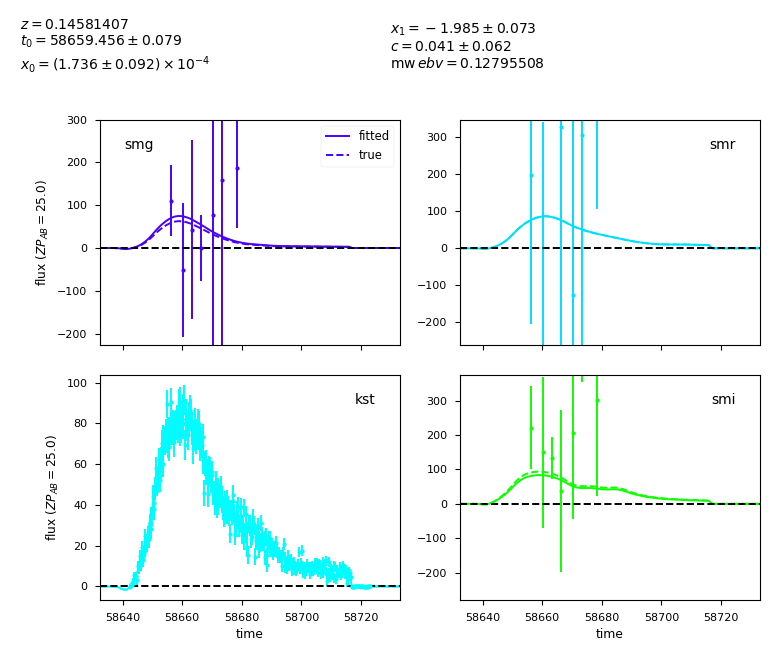 z = 0.14581407
t0 = 58659.456 ± 0.079
x0 = (1.736 ± 0.092) × 10^−4
x1 = −1.985 ± 0.073
c = 0.041 ± 0.062
mw ebv = 0.12795508
smg
fitted
true
300
200
100
0
−100
−200
flux (ZP_AB = 25.0)
smr
300
200
100
0
−100
−200
kst
100
80
60
40
20
0
flux (ZP_AB = 25.0)
58640 58660 58680 58700 58720
time
smi
300
200
100
0
−100
−200
58640 58660 58680 58700 58720
time